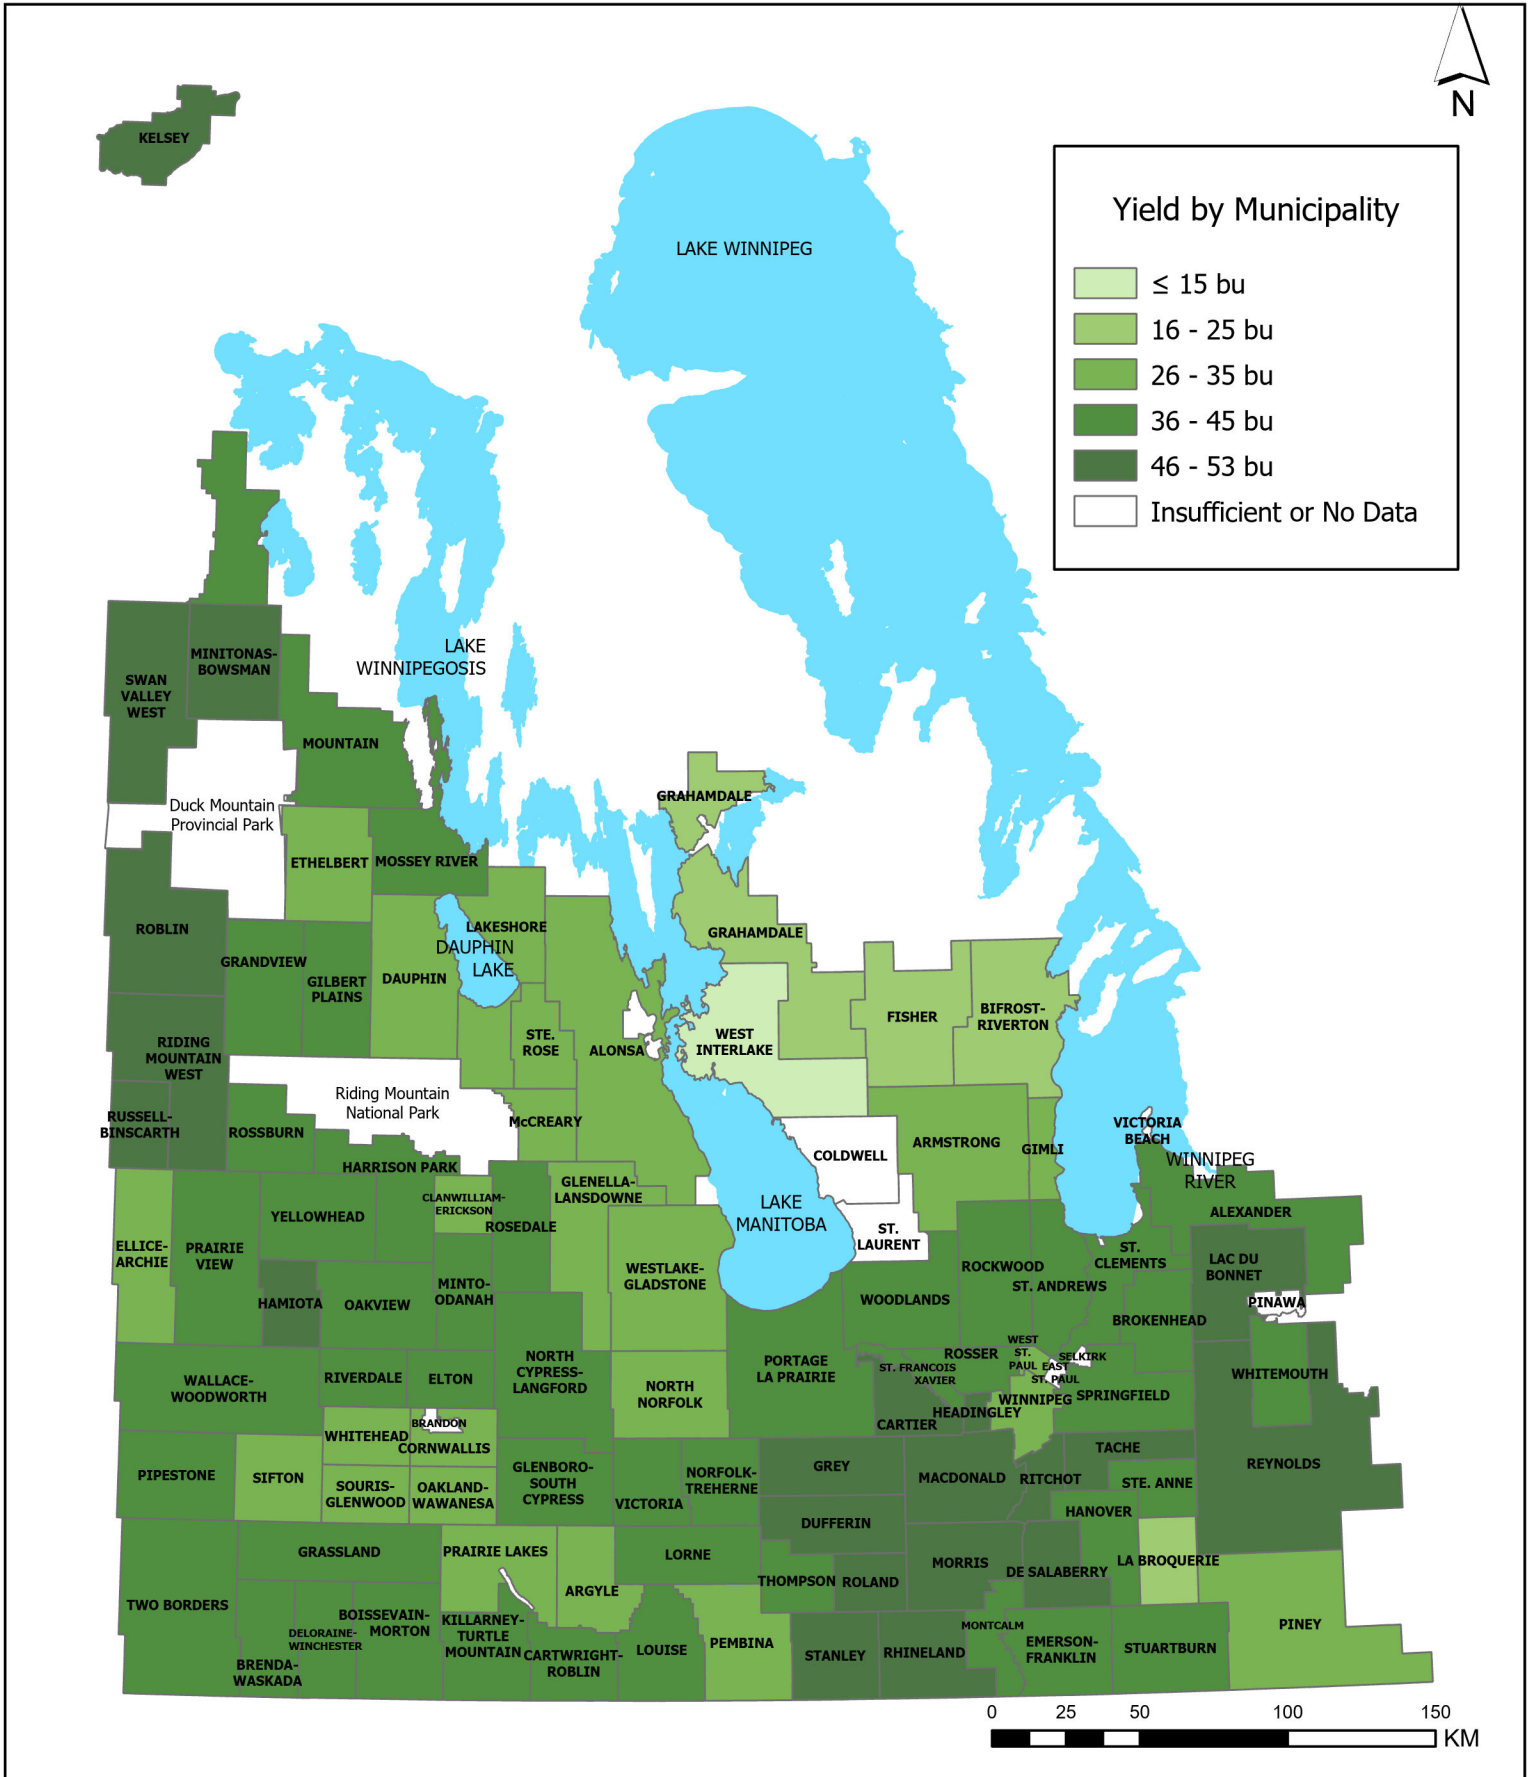 N
KELSEY
LAKE WINNIPEG
Yield by Municipality
≤ 15 bu
16 - 25 bu
26 - 35 bu
36 - 45 bu
46 - 53 bu
Insufficient or No Data
LAKE
WINNIPEGOSIS
MINITONAS-
BOWSMAN
SWAN
VALLEY
WEST
MOUNTAIN
Duck Mountain
Provincial Park
GRAHAMDALE
ETHELBERT
MOSSEY RIVER
ROBLIN
LAKESHORE
GRAHAMDALE
DAUPHIN
LAKE
GRANDVIEW
GILBERT
PLAINS
DAUPHIN
FISHER
BIFROST-
RIVERTON
STE.
ROSE
ALONSA
WEST
INTERLAKE
RIDING
MOUNTAIN
WEST
Riding Mountain
National Park
RUSSELL-
BINSCARTH
ROSSBURN
McCREARY
VICTORIA
BEACH
ARMSTRONG
GIMLI
COLDWELL
WINNIPEG
RIVER
HARRISON PARK
CLANWILLIAM-
ERICKSON
GLENELLA-
LANSDOWNE
LAKE
MANITOBA
YELLOWHEAD
ROSEDALE
ALEXANDER
ST.
LAURENT
ELLICE-
ARCHIE
PRAIRIE
VIEW
ST.
CLEMENTS
LAC DU
BONNET
WESTLAKE-
GLADSTONE
ROCKWOOD
ST. ANDREWS
MINTO-
ODANAH
HAMIOTA
OAKVIEW
WOODLANDS
PINAWA
BROKENHEAD
NORTH
CYPRESS-
LANGFORD
PORTAGE
LA PRAIRIE
ST. FRANCOIS
XAVIER
ROSSER
WEST
ST.
PAUL
EAST
ST. PAUL
SELKIRK
WHITEMOUTH
WALLACE-
WOODWORTH
RIVERDALE
ELTON
NORTH
NORFOLK
WINNIPEG
SPRINGFIELD
HEADINGLEY
CARTIER
BRANDON
WHITEHEAD
CORNWALLIS
PIPESTONE
SIFTON
SOURIS-
GLENWOOD
OAKLAND-
WAWANESA
GLENBORO-
SOUTH
CYPRESS
VICTORIA
NORFOLK-
TREHERNE
GREY
MACDONALD
RITCHOT
TACHE
STE. ANNE
REYNOLDS
HANOVER
DUFFERIN
GRASSLAND
PRAIRIE LAKES
LORNE
MORRIS
DE SALABERRY
LA BROQUERIE
ARGYLE
THOMPSON
ROLAND
TWO BORDERS
BOISSEVAIN-
MORTON
DELORAINE-
WINCHESTER
KILLARNEY-
TURTLE
MOUNTAIN
CARTWRIGHT-
ROBLIN
LOUISE
PEMBINA
STANLEY
RHINELAND
MONTCALM
EMERSON-
FRANKLIN
STUARTBURN
PINEY
BRENDA-
WASKADA
0 25 50 100 150
KM